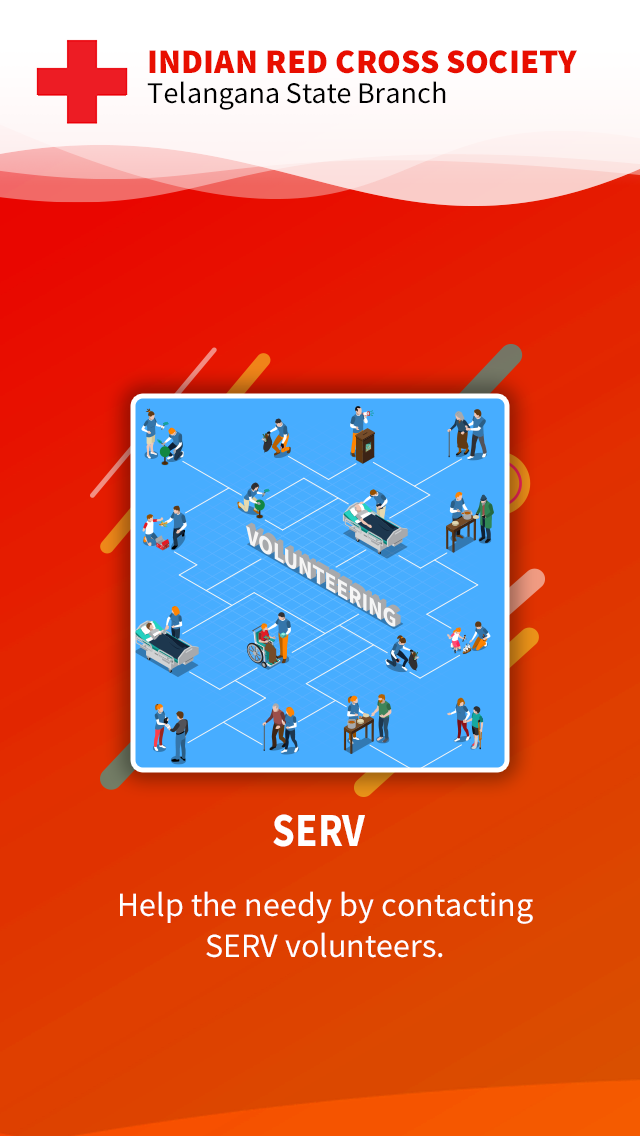 INDIAN RED CROSS SOCIETY
Telangana State Branch
VOLUNTEERING
SERV
Help the needy by contacting
SERV volunteers.